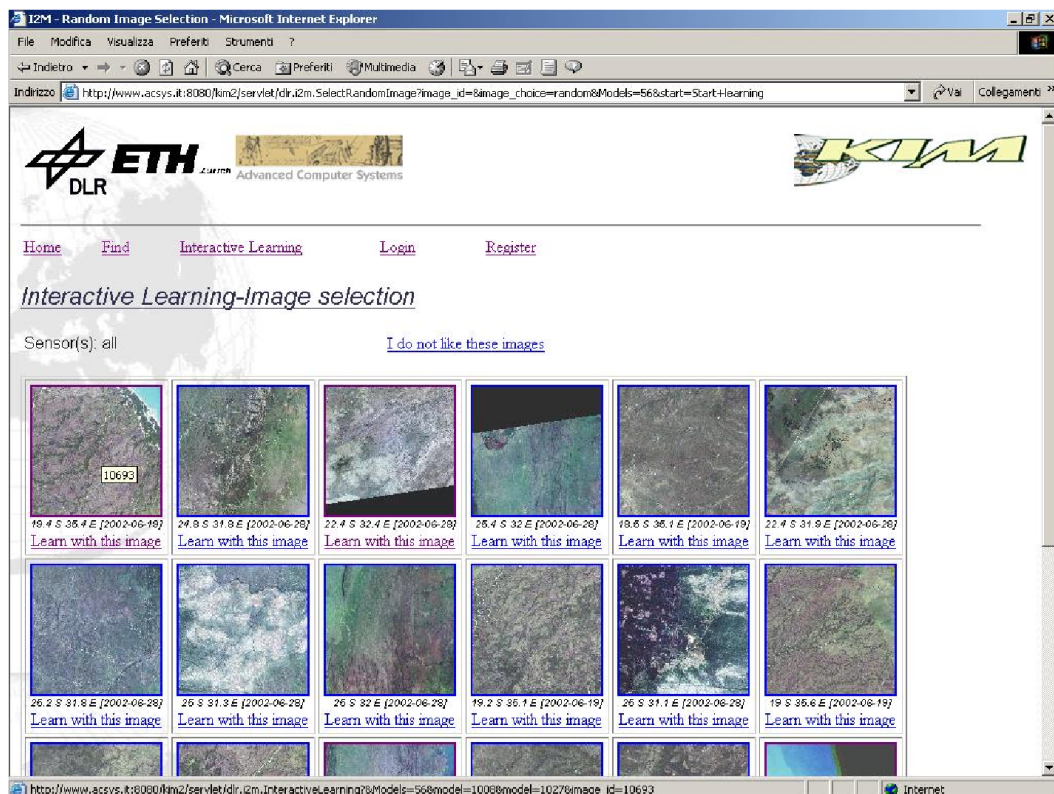 I2M - Random Image Selection - Microsoft Internet Explorer
File Modifica Visualizza Preferiti Strumenti ?
Indietro Cerca Preferiti Multimedia
Indirizzo http://www.acsys.it:8080/kim2/servlet/dlr.i2m.SelectRandomImage?image_id=&image_choice=random&Models=56&start=Start+learning Vai Collegamenti »
DLR ETH Zürich Advanced Computer Systems KIM
Home Find Interactive Learning Login Register
Interactive Learning-Image selection
Sensor(s): all I do not like these images
10693
19.4 S 35.4 E [2002-06-19] 24.8 S 31.8 E [2002-06-28] 22.4 S 32.4 E [2002-06-28] 25.4 S 32 E [2002-06-28] 18.6 S 35.1 E [2002-06-19] 22.4 S 31.9 E [2002-06-28]
Learn with this image Learn with this image Learn with this image Learn with this image Learn with this image Learn with this image
25.2 S 31.8 E [2002-06-28] 25 S 31.3 E [2002-06-28] 25 S 32 E [2002-06-28] 19.2 S 35.1 E [2002-06-19] 25 S 31.1 E [2002-06-28] 19 S 35.6 E [2002-06-19]
Learn with this image Learn with this image Learn with this image Learn with this image Learn with this image Learn with this image
http://www.acsys.it:8080/kim2/servlet/dlr.i2m.InteractiveLearning?&Models=56&model=1008&model=1027&image_id=10693 Internet